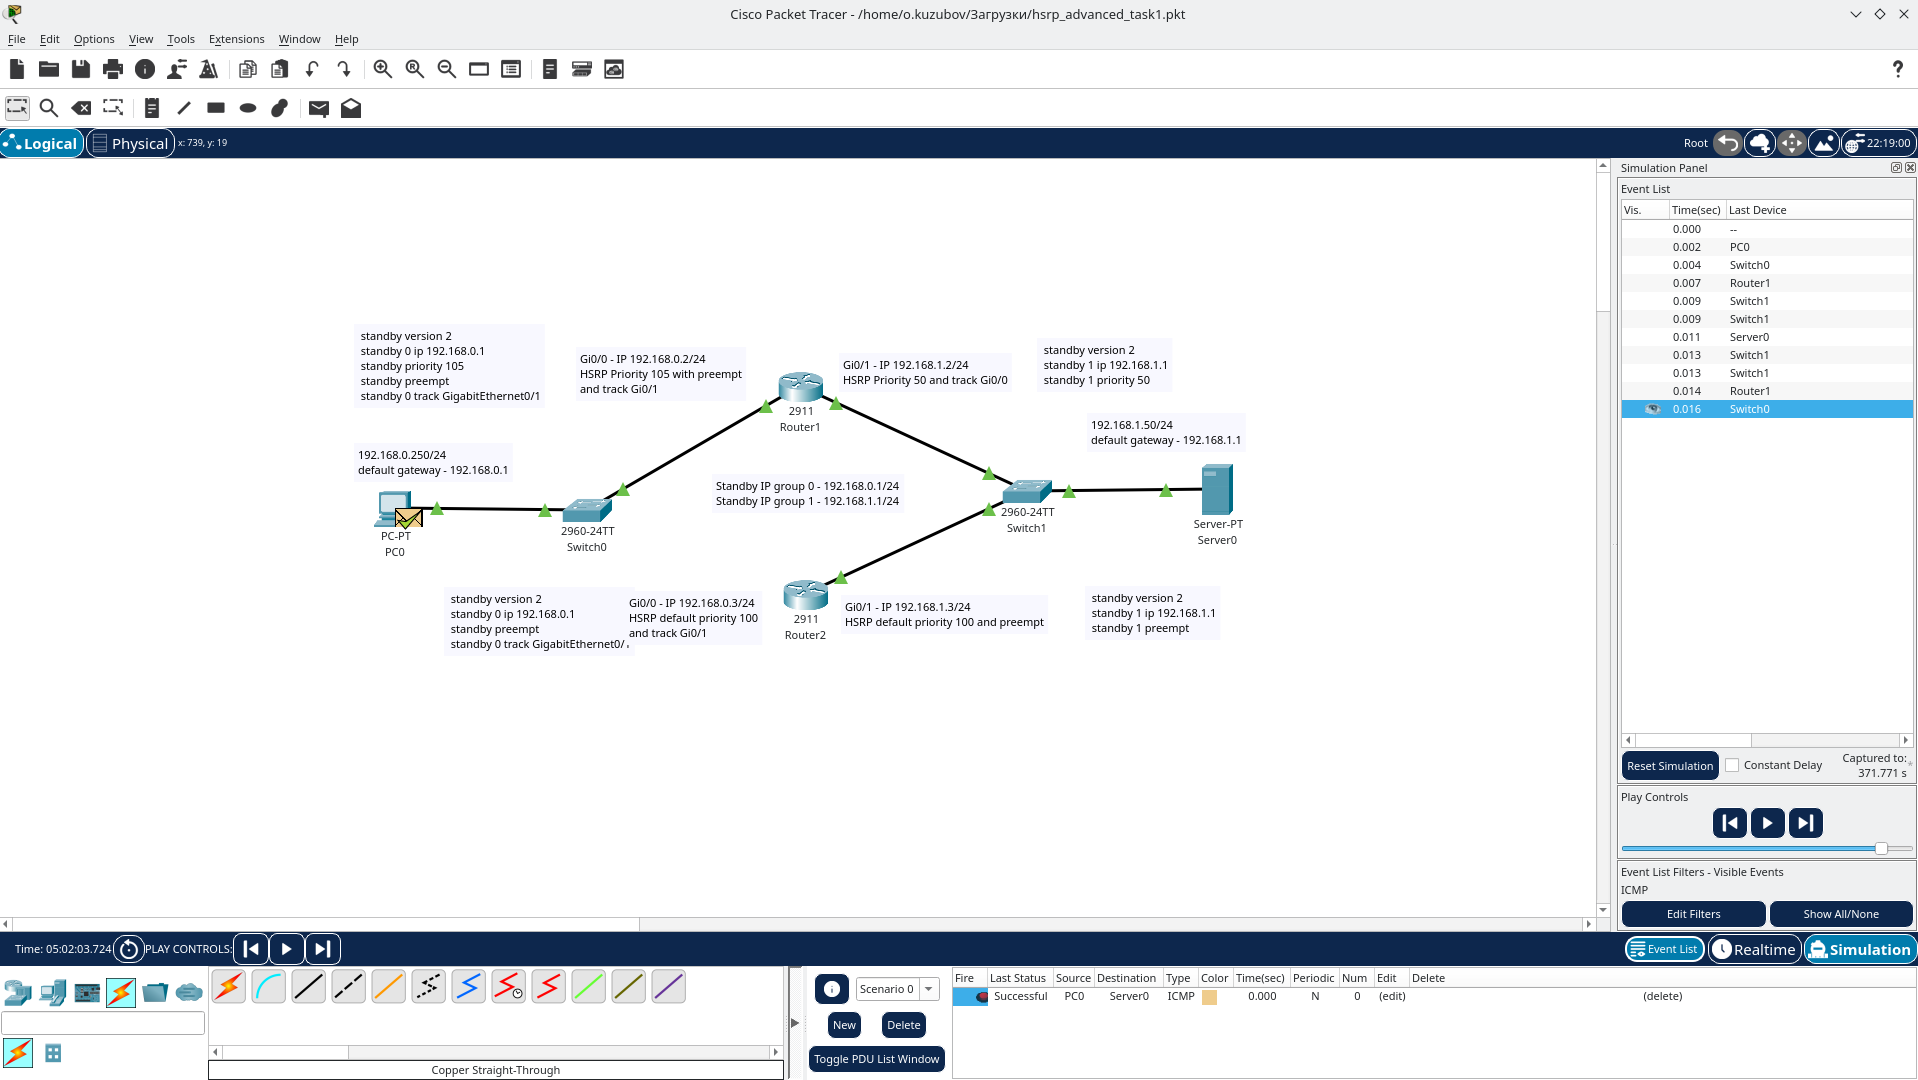 Cisco Packet Tracer - /home/o.kuzubov/Загрузки/hsrp_advanced_task1.pkt
File Edit Options View Tools Extensions Window Help
?
Logical Physical x: 739, y: 19 Root 22:19:00
Simulation Panel
Event List
Vis. Time(sec) Last Device
0.000 --
0.002 PC0
0.004 Switch0
0.007 Router1
0.009 Switch1
0.009 Switch1
0.011 Server0
0.013 Switch1
0.013 Switch1
0.014 Router1
0.016 Switch0
Reset Simulation Constant Delay Captured to:
371.771 s
Play Controls
Event List Filters - Visible Events
ICMP
Edit Filters Show All/None
standby version 2
standby 0 ip 192.168.0.1
standby priority 105
standby preempt
standby 0 track GigabitEthernet0/1
Gi0/0 - IP 192.168.0.2/24
HSRP Priority 105 with preempt
and track Gi0/1
2911
Router1
Gi0/1 - IP 192.168.1.2/24
HSRP Priority 50 and track Gi0/0
standby version 2
standby 1 ip 192.168.1.1
standby 1 priority 50
192.168.1.50/24
default gateway - 192.168.1.1
192.168.0.250/24
default gateway - 192.168.0.1
Standby IP group 0 - 192.168.0.1/24
Standby IP group 1 - 192.168.1.1/24
PC-PT
PC0
2960-24TT
Switch0
2960-24TT
Switch1
Server-PT
Server0
standby version 2
standby 0 ip 192.168.0.1
standby preempt
standby 0 track GigabitEthernet0/
Gi0/0 - IP 192.168.0.3/24
HSRP default priority 100
and track Gi0/1
2911
Router2
Gi0/1 - IP 192.168.1.3/24
HSRP default priority 100 and preempt
standby version 2
standby 1 ip 192.168.1.1
standby 1 preempt
Time: 05:02:03.724 PLAY CONTROLS: Event List Realtime Simulation
Copper Straight-Through
Scenario 0
New Delete
Toggle PDU List Window
Fire Last Status Source Destination Type Color Time(sec) Periodic Num Edit Delete
Successful PC0 Server0 ICMP 0.000 N 0 (edit) (delete)